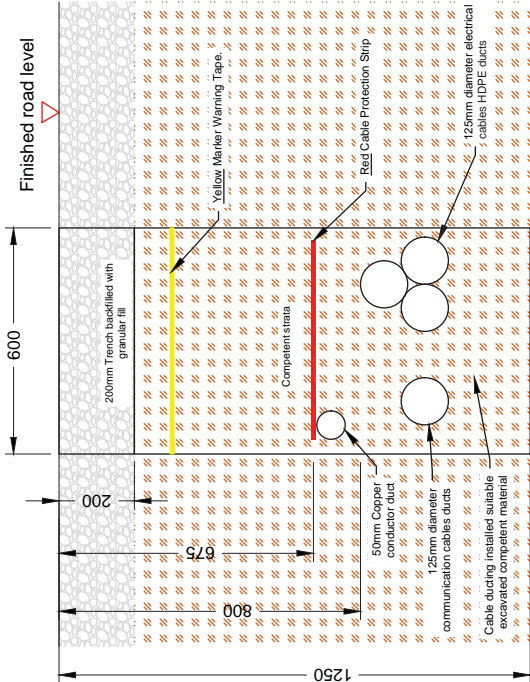 Finished road level
600
200mm Trench backfilled with
granular fill
200
Yellow Marker Warning Tape.
675
Competent strata
Red Cable Protection Strip
800
50mm Copper
conductor duct
125mm diameter electrical
cables HDPE ducts
125mm diameter
communication cables ducts
Cable ducting installed suitable
excavated competent material
1250